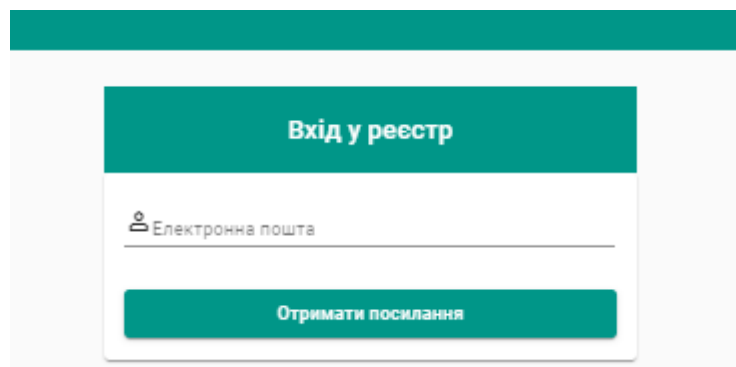 Вхід у реєстр
Електронна пошта
Отримати посилання